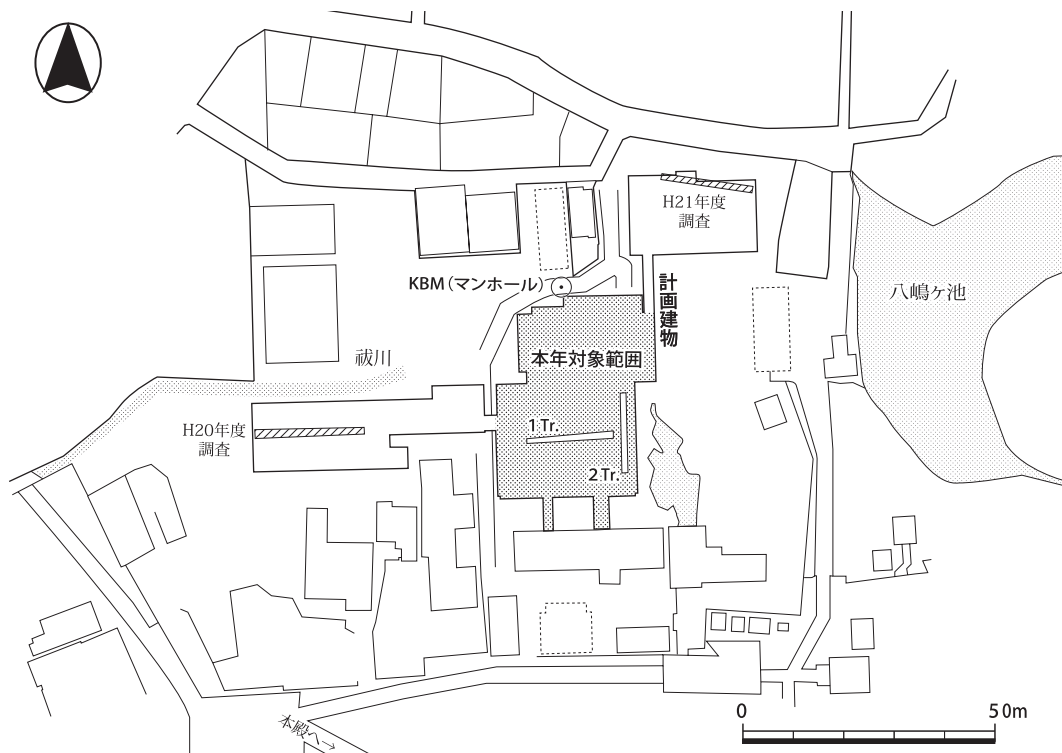 H21年度
調査
KBM（マンホール）
計画建物
八嶋ヶ池
本年対象範囲
祓川
1 Tr.
H20年度
調査
2 Tr.
本殿へ→
0
50m